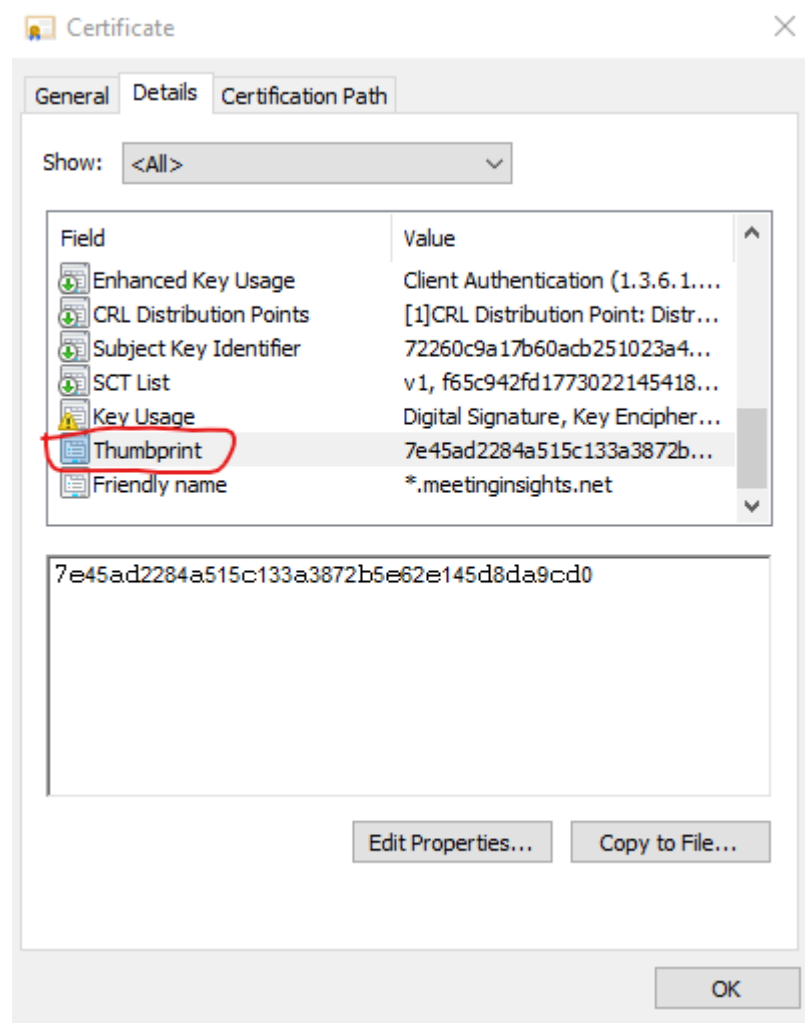 Certificate
General Details Certification Path
Show: <All>
Field Value
Enhanced Key Usage Client Authentication (1.3.6.1....
CRL Distribution Points [1]CRL Distribution Point: Distr...
Subject Key Identifier 72260c9a17b60acb251023a4...
SCT List v1, f65c942fd1773022145418...
Key Usage Digital Signature, Key Encipher...
Thumbprint 7e45ad2284a515c133a3872b...
Friendly name *.meetinginsights.net
7e45ad2284a515c133a3872b5e62e145d8da9cd0
Edit Properties... Copy to File...
OK